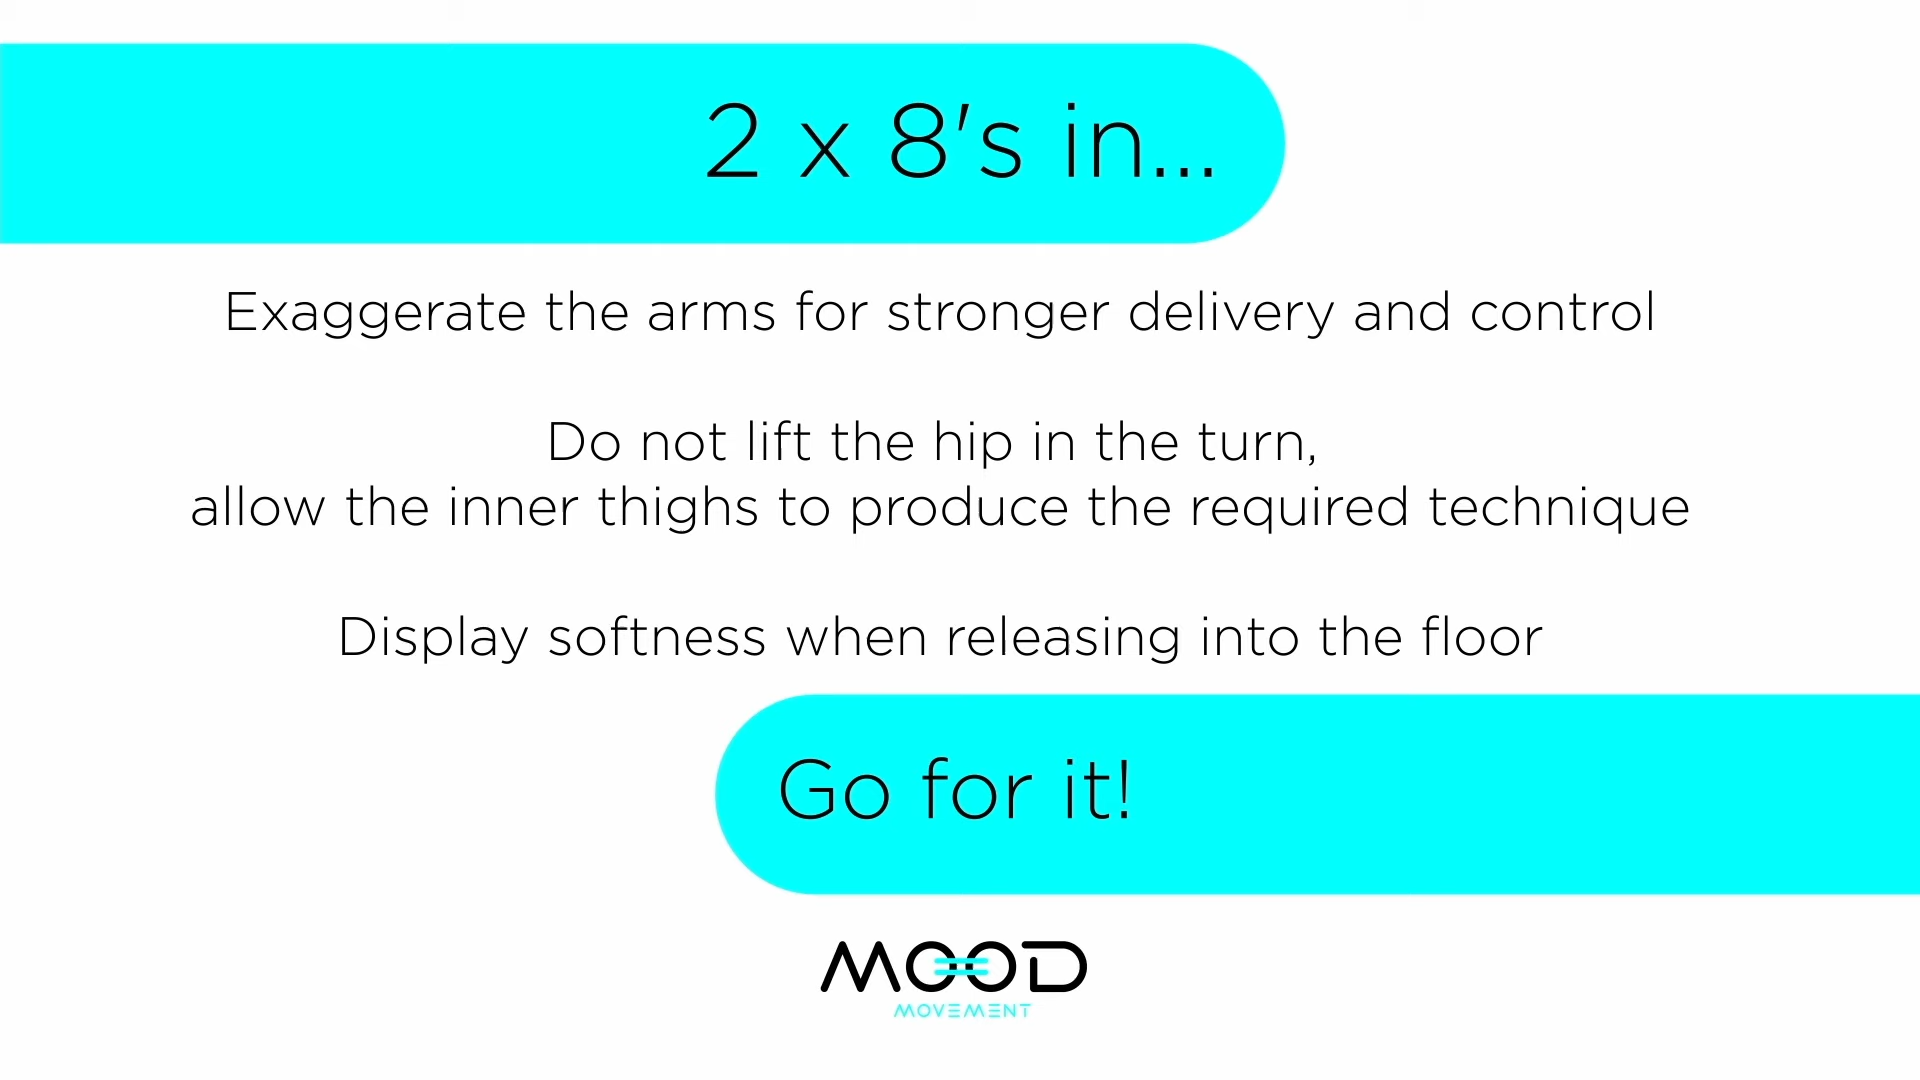 2 x 8's in...
Exaggerate the arms for stronger delivery and control
Do not lift the hip in the turn,
allow the inner thighs to produce the required technique
Display softness when releasing into the floor
Go for it!
MOOD
MOVEMENT